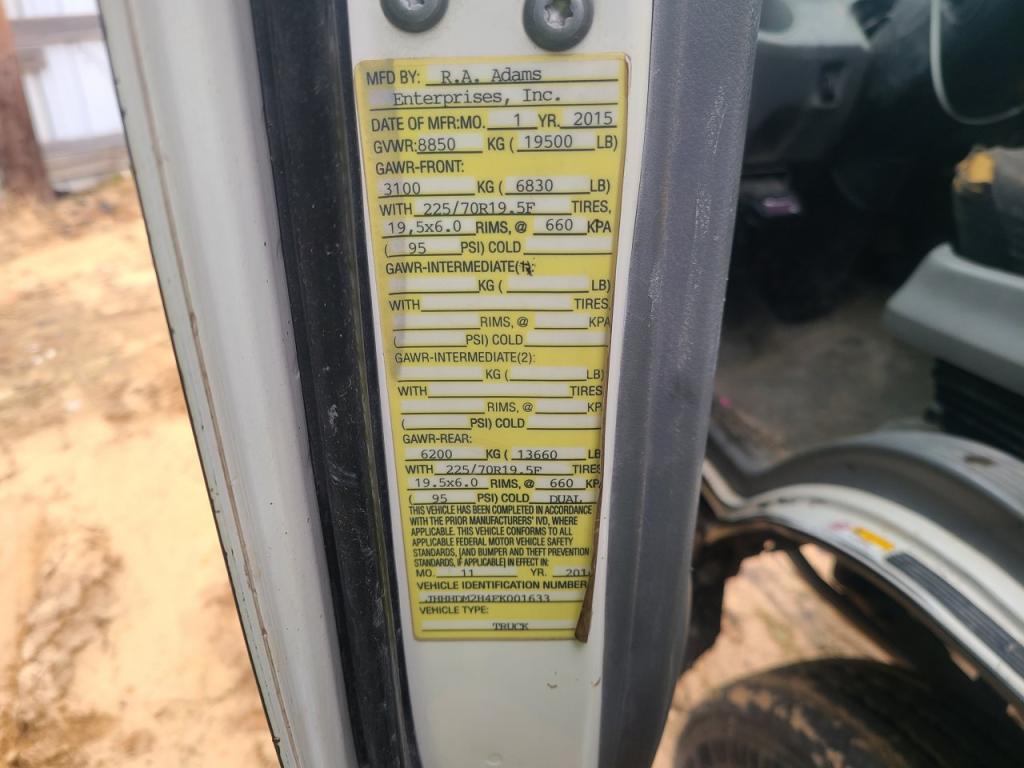 MFD BY: R.A. Adams
Enterprises, Inc.
DATE OF MFR:MO. 1 YR. 2015
GVWR:8850 KG ( 19500 LB)
GAWR-FRONT:
3100 KG ( 6830 LB)
WITH 225/70R19.5F TIRES,
19,5x6.0 RIMS, @ 660 KPA
( 95 PSI) COLD
GAWR-INTERMEDIATE(1):
KG ( LB)
WITH TIRES
RIMS, @ KPA
( PSI) COLD
GAWR-INTERMEDIATE(2):
KG ( LB)
WITH TIRES
RIMS, @ KP
( PSI) COLD
GAWR-REAR:
6200 KG ( 13660 LB
WITH 225/70R19.5F TIRES
19.5x6.0 RIMS, @ 660 KPA
( 95 PSI) COLD DUAL
THIS VEHICLE HAS BEEN COMPLETED IN ACCORDANCE
WITH THE PRIOR MANUFACTURERS' IVD, WHERE
APPLICABLE. THIS VEHICLE CONFORMS TO ALL
APPLICABLE FEDERAL MOTOR VEHICLE SAFETY
STANDARDS, [AND BUMPER AND THEFT PREVENTION
STANDARDS, IF APPLICABLE] IN EFFECT IN:
MO. 11 YR. 201
VEHICLE IDENTIFICATION NUMBER
JHHHDM2H4FK001633
VEHICLE TYPE:
TRUCK